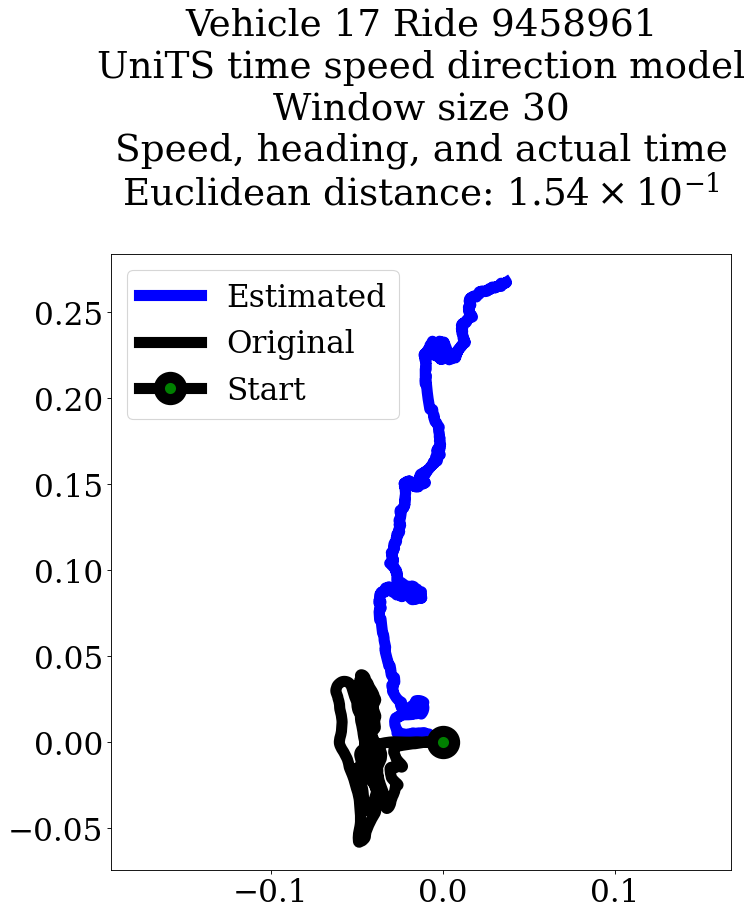 Vehicle 17 Ride 9458961
UniTS time speed direction model
Window size 30
Speed, heading, and actual time
Euclidean distance: 1.54 × 10⁻¹
Estimated
Original
Start
0.25
0.20
0.15
0.10
0.05
0.00
−0.05
−0.1 0.0 0.1